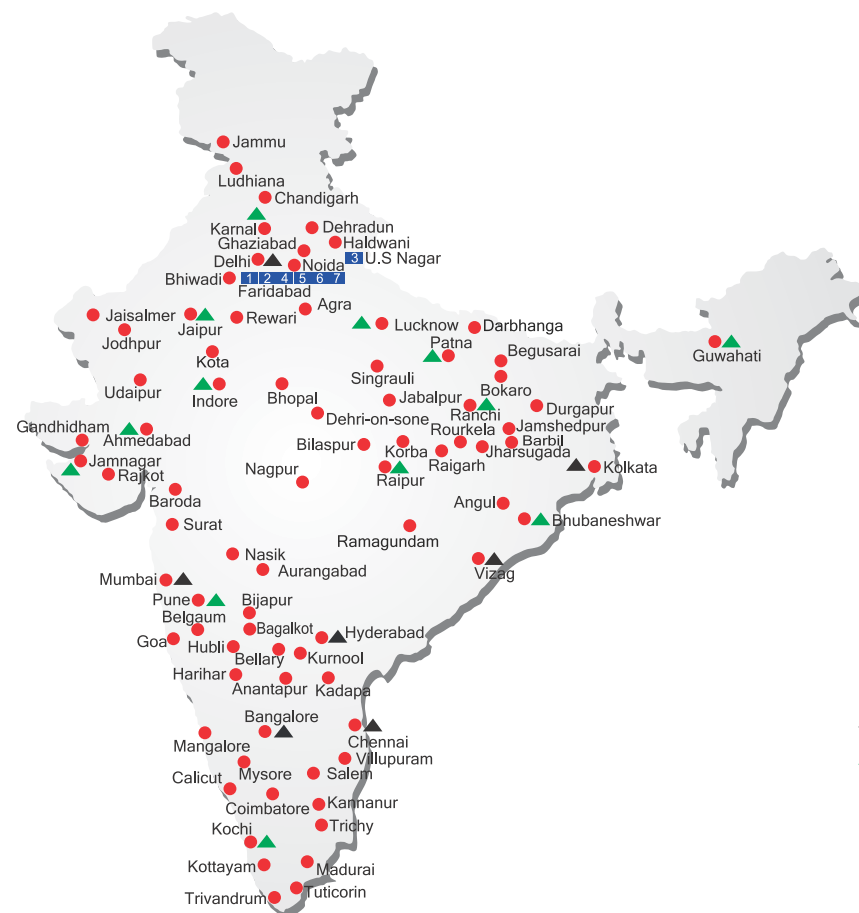 Jammu
Ludhiana
Chandigarh
Karnal
Dehradun
Ghaziabad
Haldwani
Delhi
3 U.S Nagar
Noida
Bhiwadi
1 2 4 5 6 7
Faridabad
Agra
Jaisalmer
Jaipur
Rewari
Lucknow
Darbhanga
Jodhpur
Patna
Guwahati
Kota
Begusarai
Singrauli
Udaipur
Indore
Bhopal
Jabalpur
Bokaro
Dehri-on-sone
Ranchi
Durgapur
Gandhidham
Ahmedabad
Rourkela
Jamshedpur
Bilaspur
Korba
Barbil
Jharsugada
Jamnagar
Raigarh
Kolkata
Rajkot
Nagpur
Raipur
Baroda
Angul
Surat
Bhubaneshwar
Ramagundam
Nasik
Aurangabad
Vizag
Mumbai
Pune
Bijapur
Belgaum
Bagalkot
Hyderabad
Goa
Hubli
Bellary
Kurnool
Harihar
Anantapur
Kadapa
Bangalore
Mangalore
Chennai
Villupuram
Mysore
Salem
Calicut
Coimbatore
Kannanur
Kochi
Trichy
Kottayam
Madurai
Tuticorin
Trivandrum